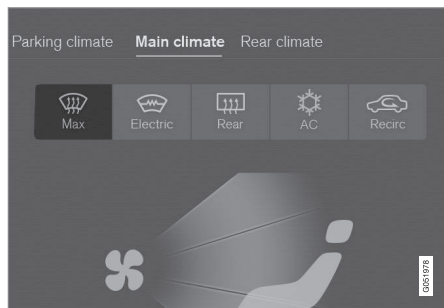 Parking climate Main climate Rear climate
Max Electric Rear AC Recirc
G051978